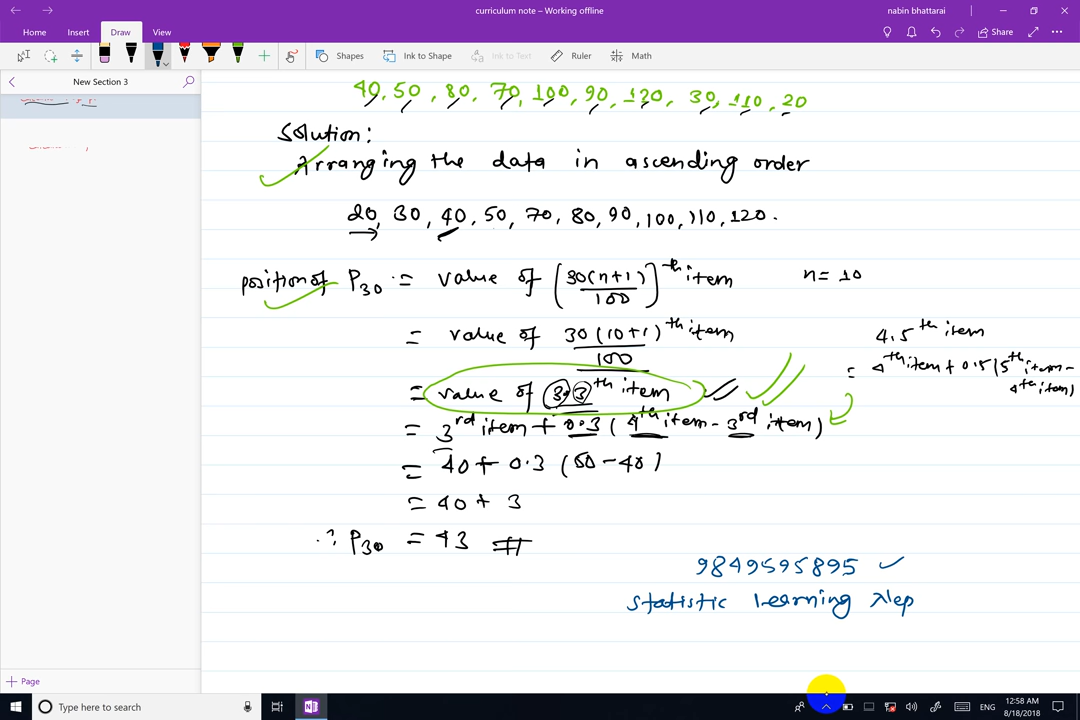 curriculum note – Working offline
nabin bhattarai
Home Insert Draw View
Share
Shapes Ink to Shape Ink to Text Ruler Math
New Section 3
40, 50, 80, 70, 100, 90, 120, 30, 110, 20
Solution:
Arranging the data in ascending order
20, 30, 40, 50, 70, 80, 90, 100, 110, 120.
position of P30 = value of [30(n+1)/100]th item n = 10
= value of 30(10+1)/100 th item
4.5th item
= 4th item + 0.5(5th item - 4th item)
= value of 3.3th item
= 3rd item + 0.3 (4th item - 3rd item)
= 40 + 0.3 (50 - 40)
= 40 + 3
∴ P30 = 43
9849595895
Statistic Learning Nep
+ Page
Type here to search
ENG
12:58 AM
8/18/2018